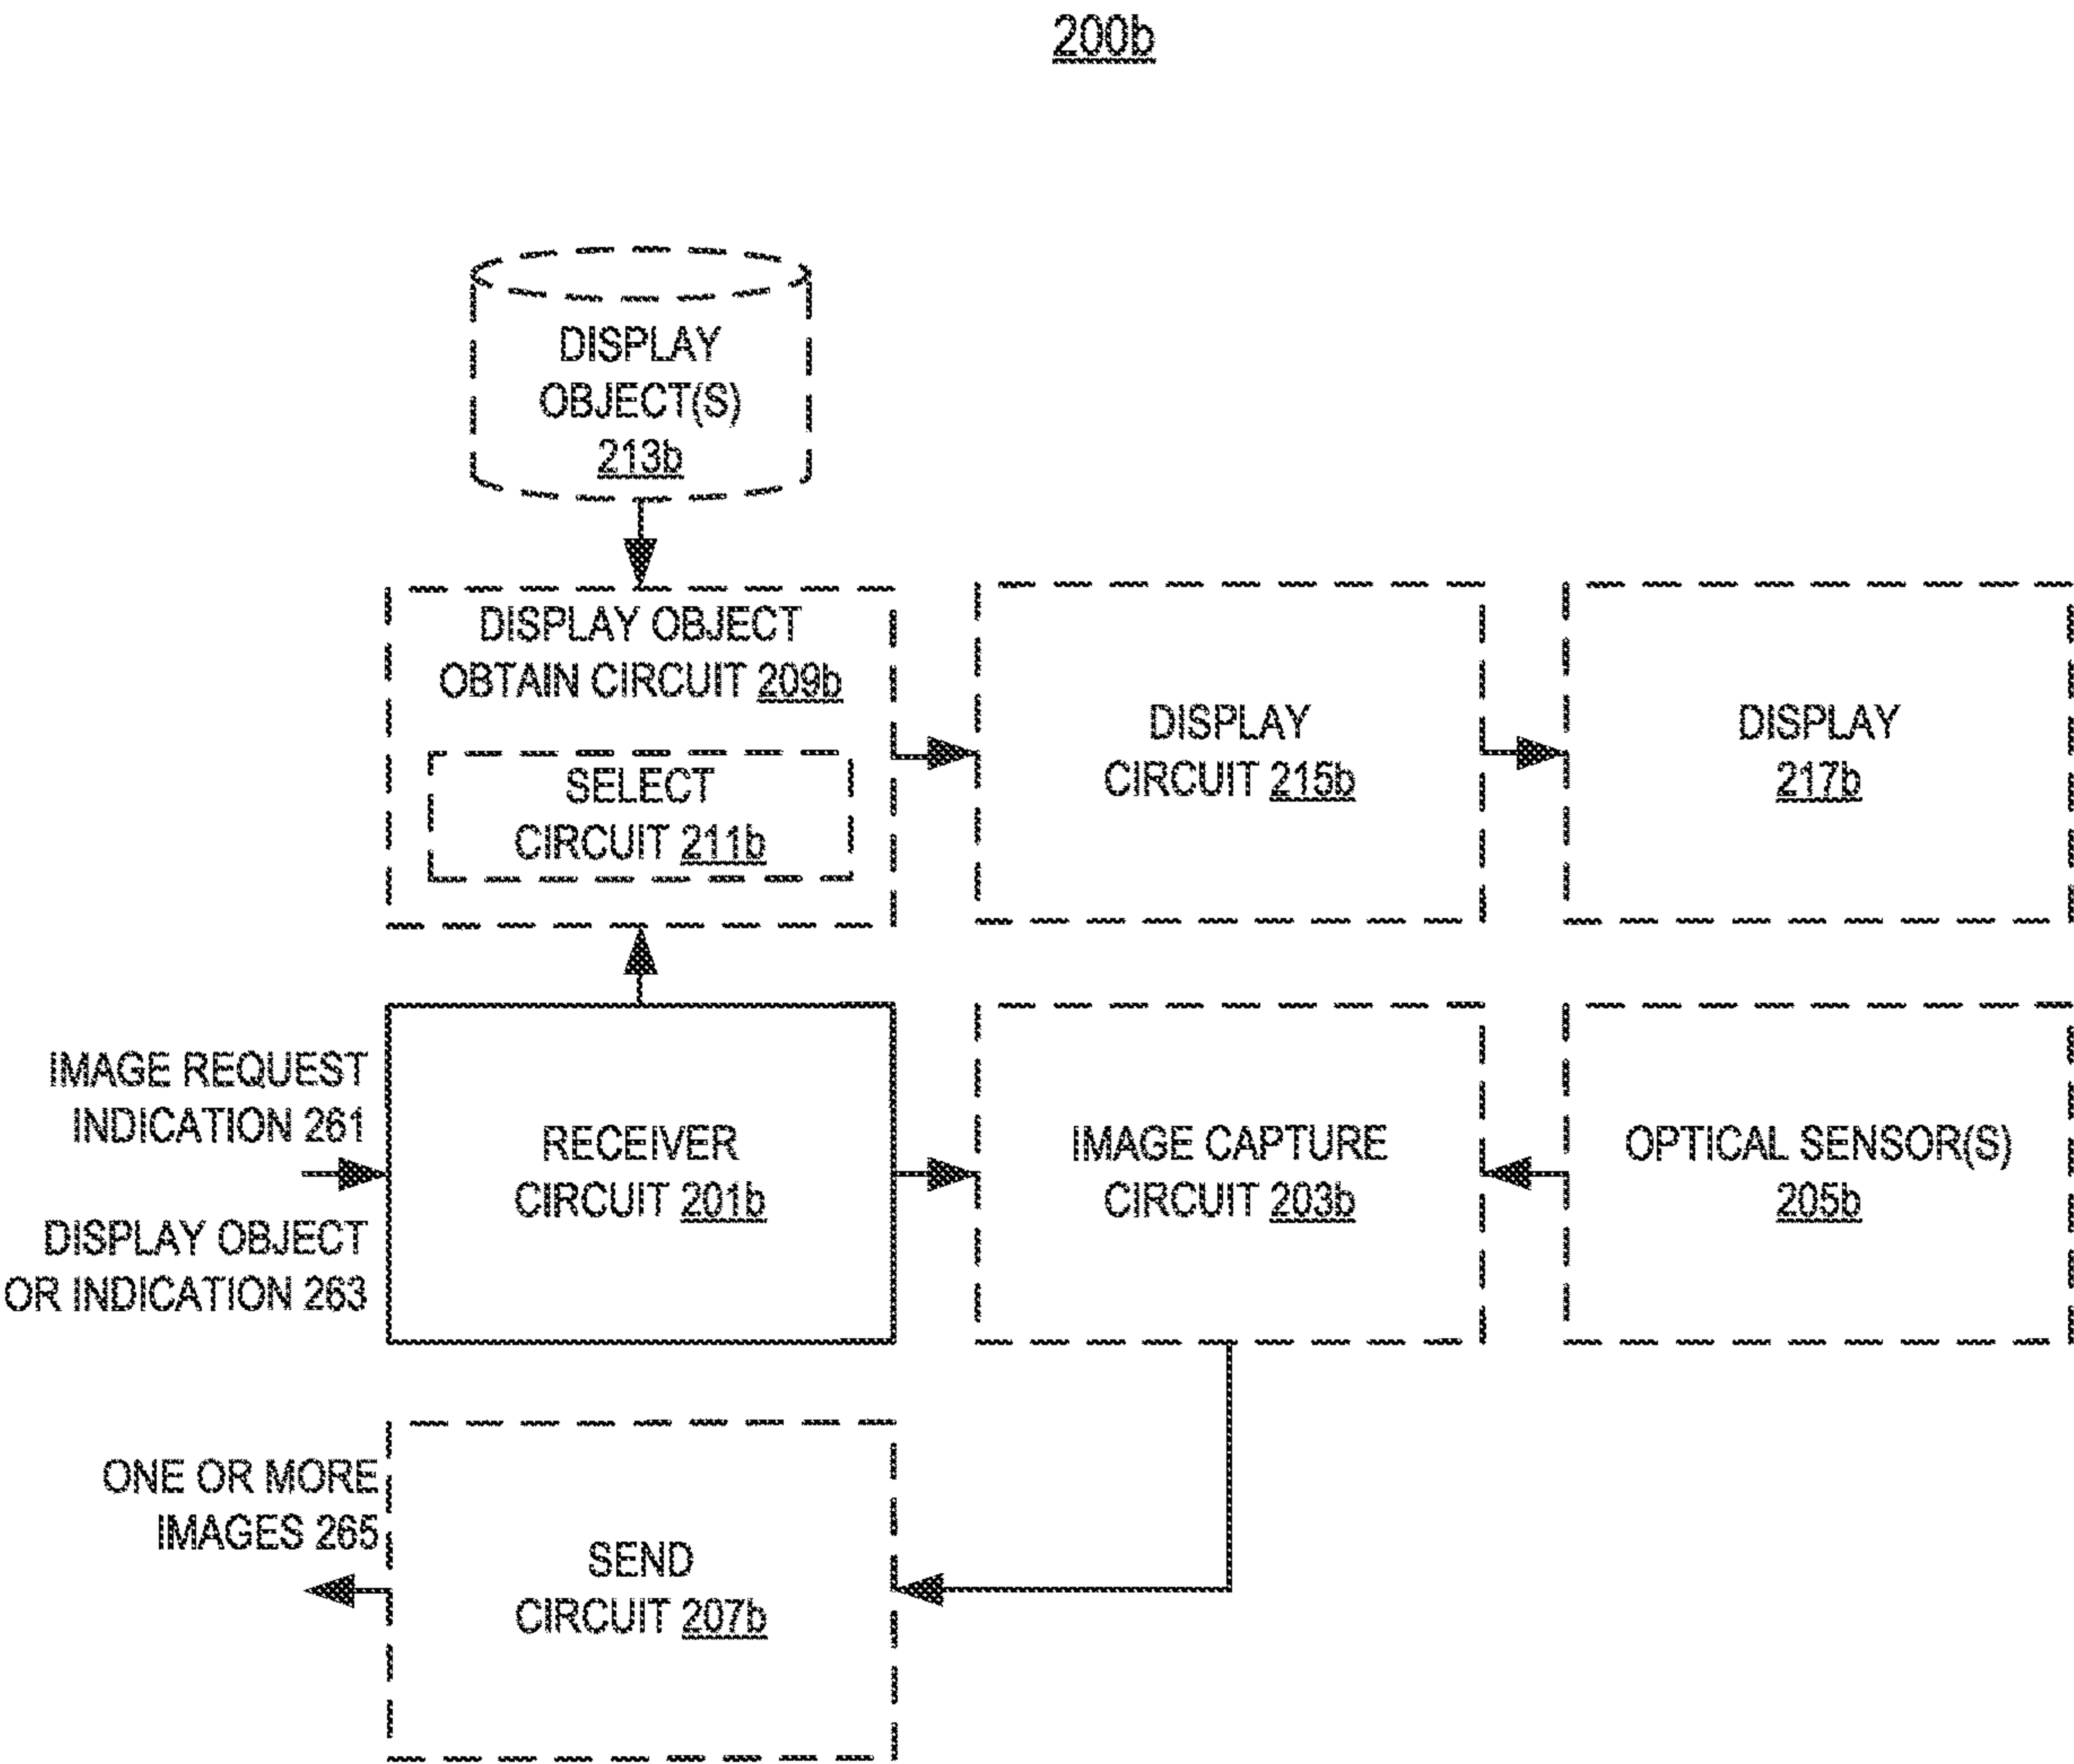 200b
DISPLAY
OBJECT(S)
213b
DISPLAY OBJECT
OBTAIN CIRCUIT 209b
SELECT
CIRCUIT 211b
DISPLAY
CIRCUIT 215b
DISPLAY
217b
IMAGE REQUEST
INDICATION 261
DISPLAY OBJECT
OR INDICATION 263
RECEIVER
CIRCUIT 201b
IMAGE CAPTURE
CIRCUIT 203b
OPTICAL SENSOR(S)
205b
ONE OR MORE
IMAGES 265
SEND
CIRCUIT 207b